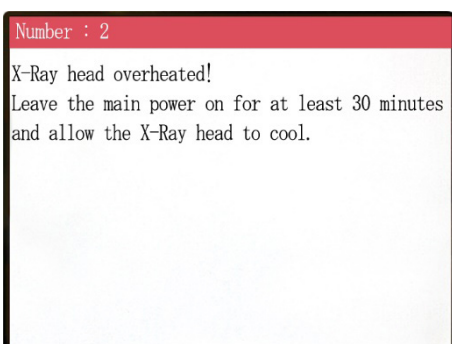 Number : 2
X-Ray head overheated!
Leave the main power on for at least 30 minutes
and allow the X-Ray head to cool.